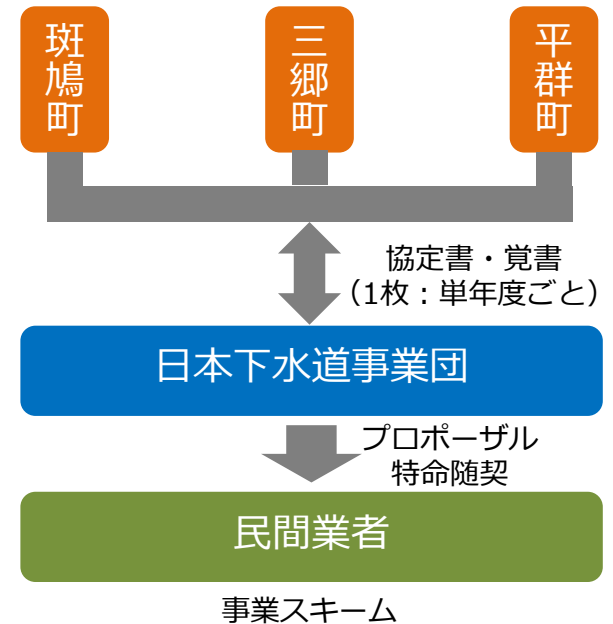 斑鳩町
三郷町
平群町
協定書・覚書
（1枚：単年度ごと）
日本下水道事業団
プロポーザル
特命随契
民間業者
事業スキーム